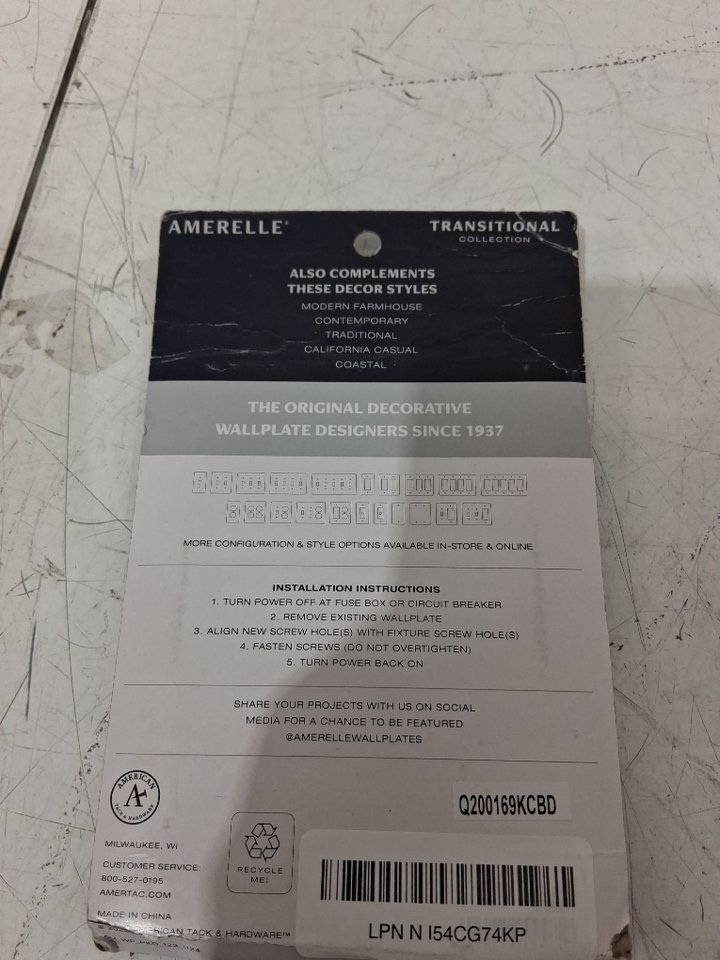 AMERELLE®
TRANSITIONAL
COLLECTION
ALSO COMPLEMENTS
THESE DECOR STYLES
MODERN FARMHOUSE
CONTEMPORARY
TRADITIONAL
CALIFORNIA CASUAL
COASTAL
THE ORIGINAL DECORATIVE
WALLPLATE DESIGNERS SINCE 1937
MORE CONFIGURATION & STYLE OPTIONS AVAILABLE IN-STORE & ONLINE
INSTALLATION INSTRUCTIONS
1. TURN POWER OFF AT FUSE BOX OR CIRCUIT BREAKER
2. REMOVE EXISTING WALLPLATE
3. ALIGN NEW SCREW HOLE(S) WITH FIXTURE SCREW HOLE(S)
4. FASTEN SCREWS (DO NOT OVERTIGHTEN)
5. TURN POWER BACK ON
SHARE YOUR PROJECTS WITH US ON SOCIAL
MEDIA FOR A CHANCE TO BE FEATURED
@AMERELLEWALLPLATES
AMERICAN
A
TACK & HARDWARE
Q200169KCBD
MILWAUKEE, WI
CUSTOMER SERVICE:
800-527-0195
AMERTAC.COM
RECYCLE
ME!
MADE IN CHINA
AMERICAN TACK & HARDWARE™
LPN N I54CG74KP